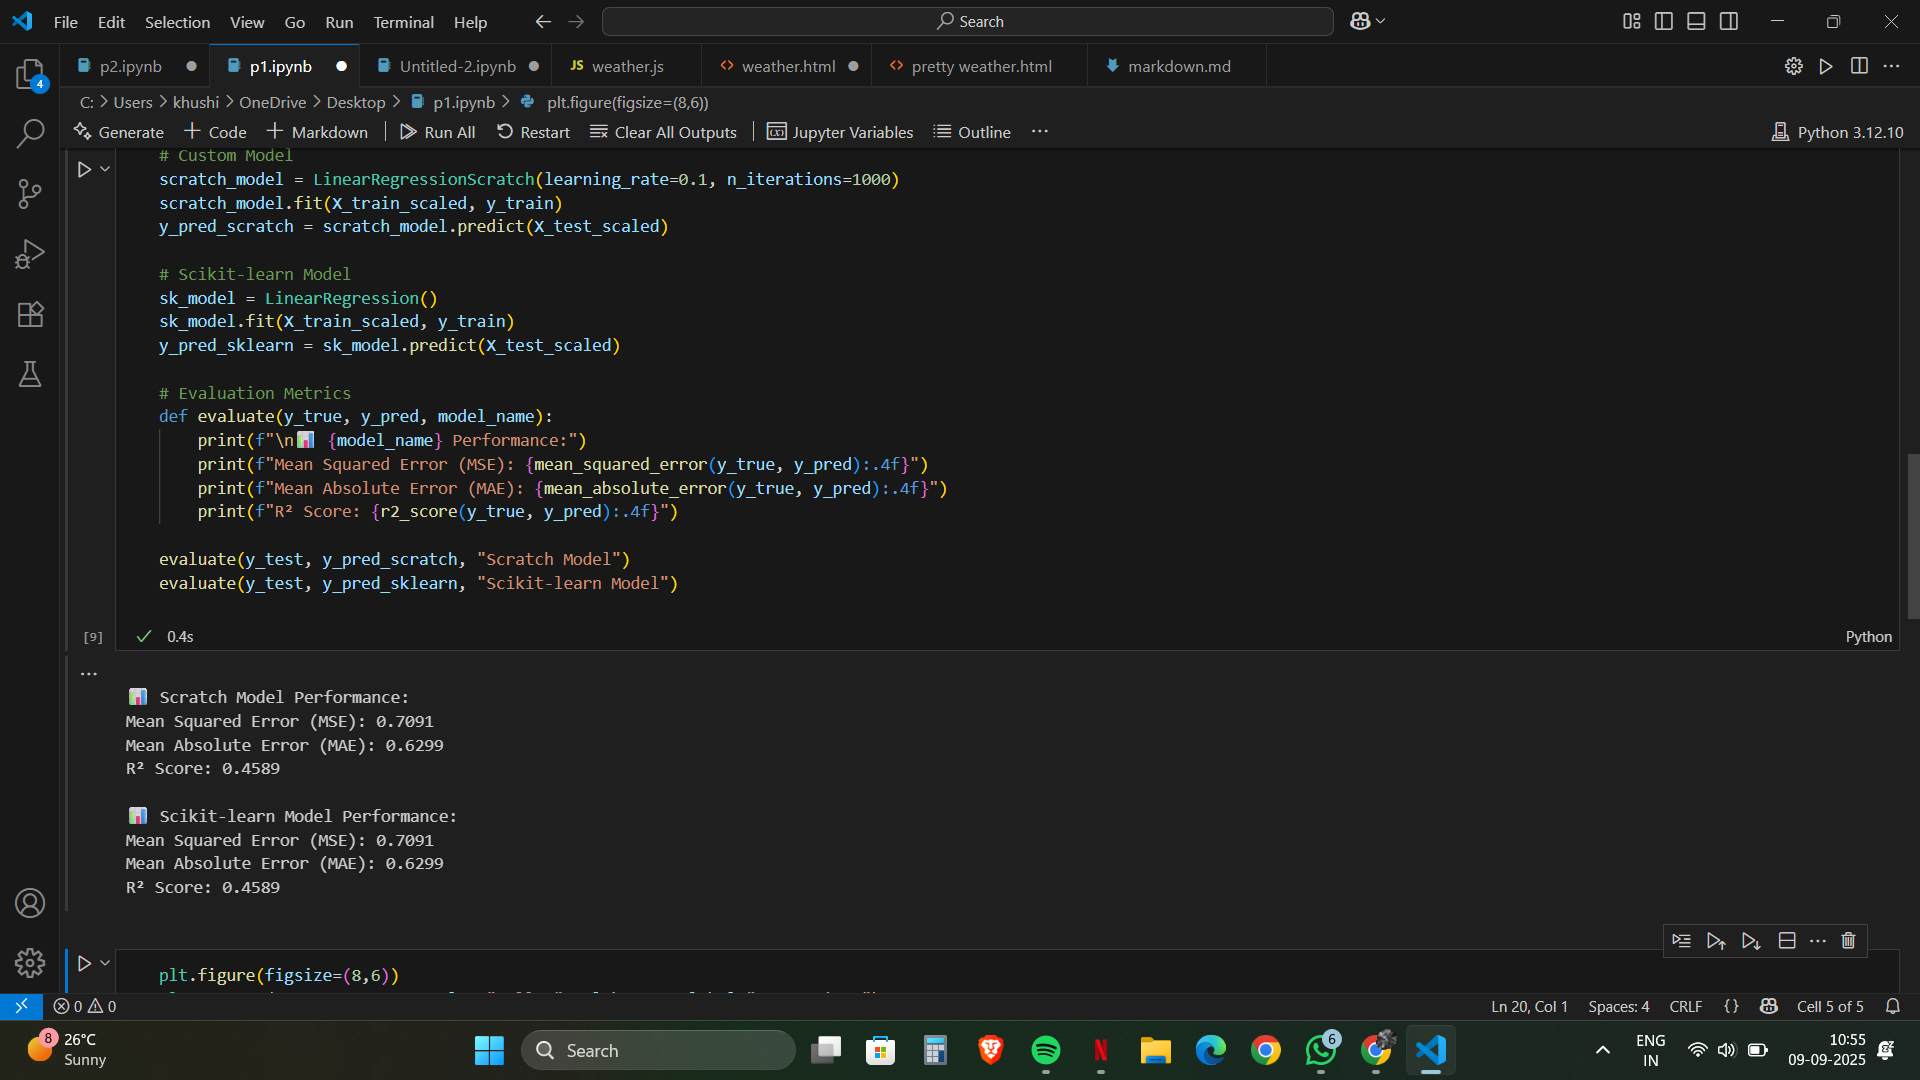 File Edit Selection View Go Run Terminal Help
Search
p2.ipynb
p1.ipynb
Untitled-2.ipynb
JS weather.js
<> weather.html
<> pretty weather.html
markdown.md
4
C: > Users > khushi > OneDrive > Desktop > p1.ipynb > plt.figure(figsize=(8,6))
Generate + Code + Markdown | Run All Restart Clear All Outputs | Jupyter Variables Outline ...
Python 3.12.10
# Custom Model
scratch_model = LinearRegressionScratch(learning_rate=0.1, n_iterations=1000)
scratch_model.fit(X_train_scaled, y_train)
y_pred_scratch = scratch_model.predict(X_test_scaled)
# Scikit-learn Model
sk_model = LinearRegression()
sk_model.fit(X_train_scaled, y_train)
y_pred_sklearn = sk_model.predict(X_test_scaled)
# Evaluation Metrics
def evaluate(y_true, y_pred, model_name):
    print(f"\n📊 {model_name} Performance:")
    print(f"Mean Squared Error (MSE): {mean_squared_error(y_true, y_pred):.4f}")
    print(f"Mean Absolute Error (MAE): {mean_absolute_error(y_true, y_pred):.4f}")
    print(f"R² Score: {r2_score(y_true, y_pred):.4f}")
evaluate(y_test, y_pred_scratch, "Scratch Model")
evaluate(y_test, y_pred_sklearn, "Scikit-learn Model")
[9] ✓ 0.4s
Python
...
📊 Scratch Model Performance:
Mean Squared Error (MSE): 0.7091
Mean Absolute Error (MAE): 0.6299
R² Score: 0.4589
📊 Scikit-learn Model Performance:
Mean Squared Error (MSE): 0.7091
Mean Absolute Error (MAE): 0.6299
R² Score: 0.4589
plt.figure(figsize=(8,6))
0 0
Ln 20, Col 1 Spaces: 4 CRLF {} Cell 5 of 5
8
26°C
Sunny
Search
6
ENG
IN
10:55
09-09-2025